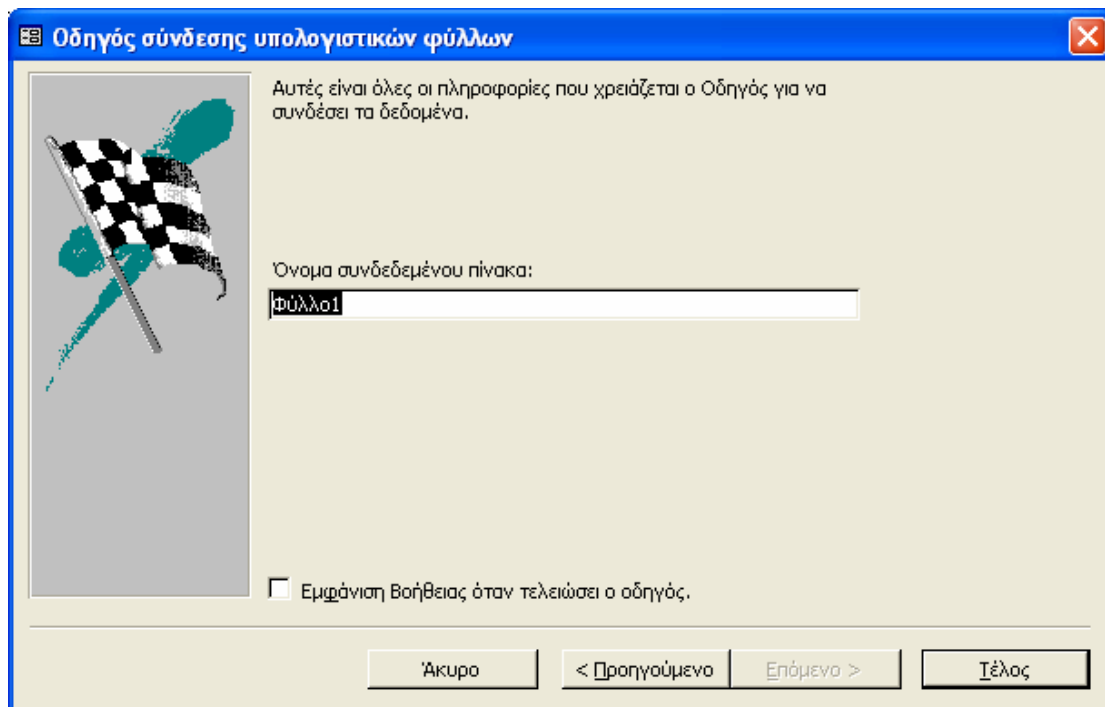 Οδηγός σύνδεσης υπολογιστικών φύλλων
Αυτές είναι όλες οι πληροφορίες που χρειάζεται ο Οδηγός για να
συνδέσει τα δεδομένα.
Όνομα συνδεδεμένου πίνακα:
Φύλλο1
Εμφάνιση Βοήθειας όταν τελειώσει ο οδηγός.
Άκυρο < Προηγούμενο Επόμενο > Τέλος